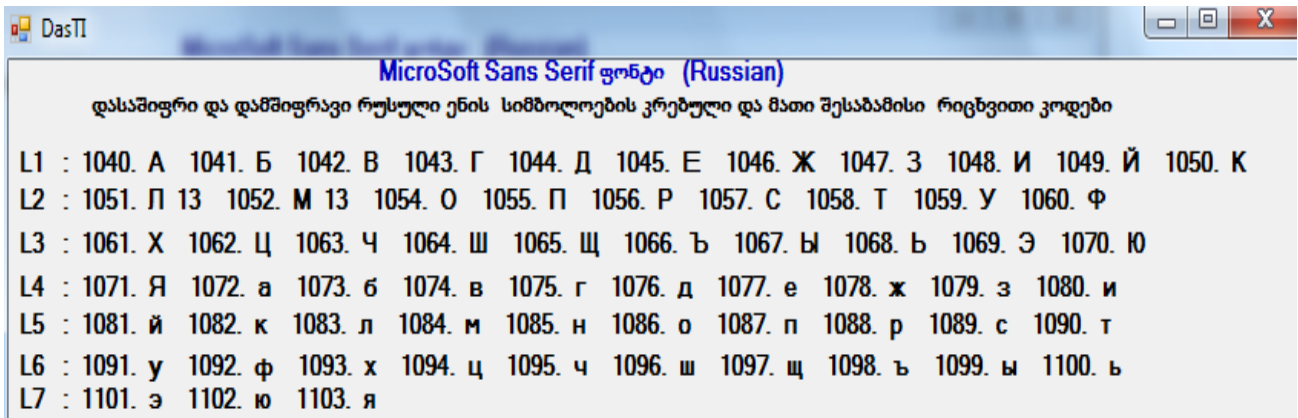 DasTI
MicroSoft Sans Serif ფონტი (Russian)
დასაშიფრი და დამშიფრავი რუსული ენის სიმბოლოების კრებული და მათი შესაბამისი რიცხვითი კოდები
L1 : 1040. А 1041. Б 1042. В 1043. Г 1044. Д 1045. Е 1046. Ж 1047. З 1048. И 1049. Й 1050. К
L2 : 1051. Л 13 1052. М 13 1054. О 1055. П 1056. Р 1057. С 1058. Т 1059. У 1060. Ф
L3 : 1061. Х 1062. Ц 1063. Ч 1064. Ш 1065. Щ 1066. Ъ 1067. Ы 1068. Ь 1069. Э 1070. Ю
L4 : 1071. Я 1072. а 1073. б 1074. в 1075. г 1076. д 1077. е 1078. ж 1079. з 1080. и
L5 : 1081. й 1082. к 1083. л 1084. м 1085. н 1086. о 1087. п 1088. р 1089. с 1090. т
L6 : 1091. у 1092. ф 1093. х 1094. ц 1095. ч 1096. ш 1097. щ 1098. ъ 1099. ы 1100. ь
L7 : 1101. э 1102. ю 1103. я